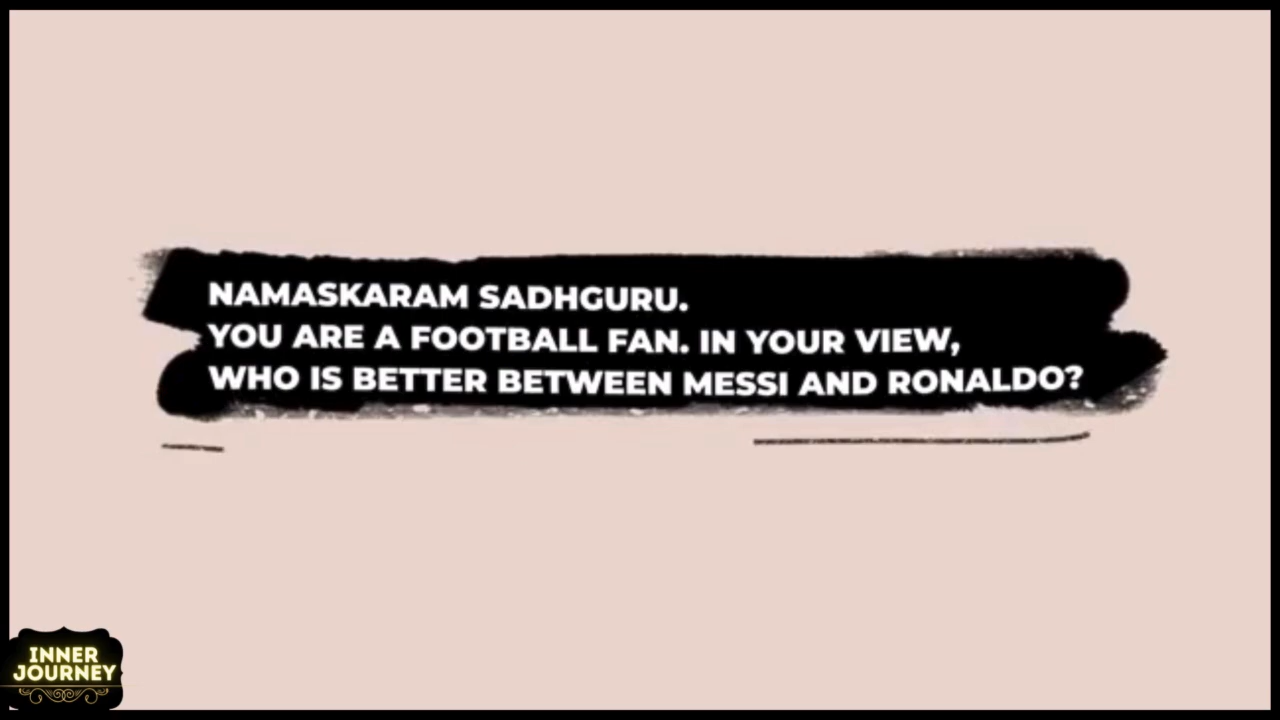 NAMASKARAM SADHGURU.
YOU ARE A FOOTBALL FAN. IN YOUR VIEW,
WHO IS BETTER BETWEEN MESSI AND RONALDO?
INNER
JOURNEY